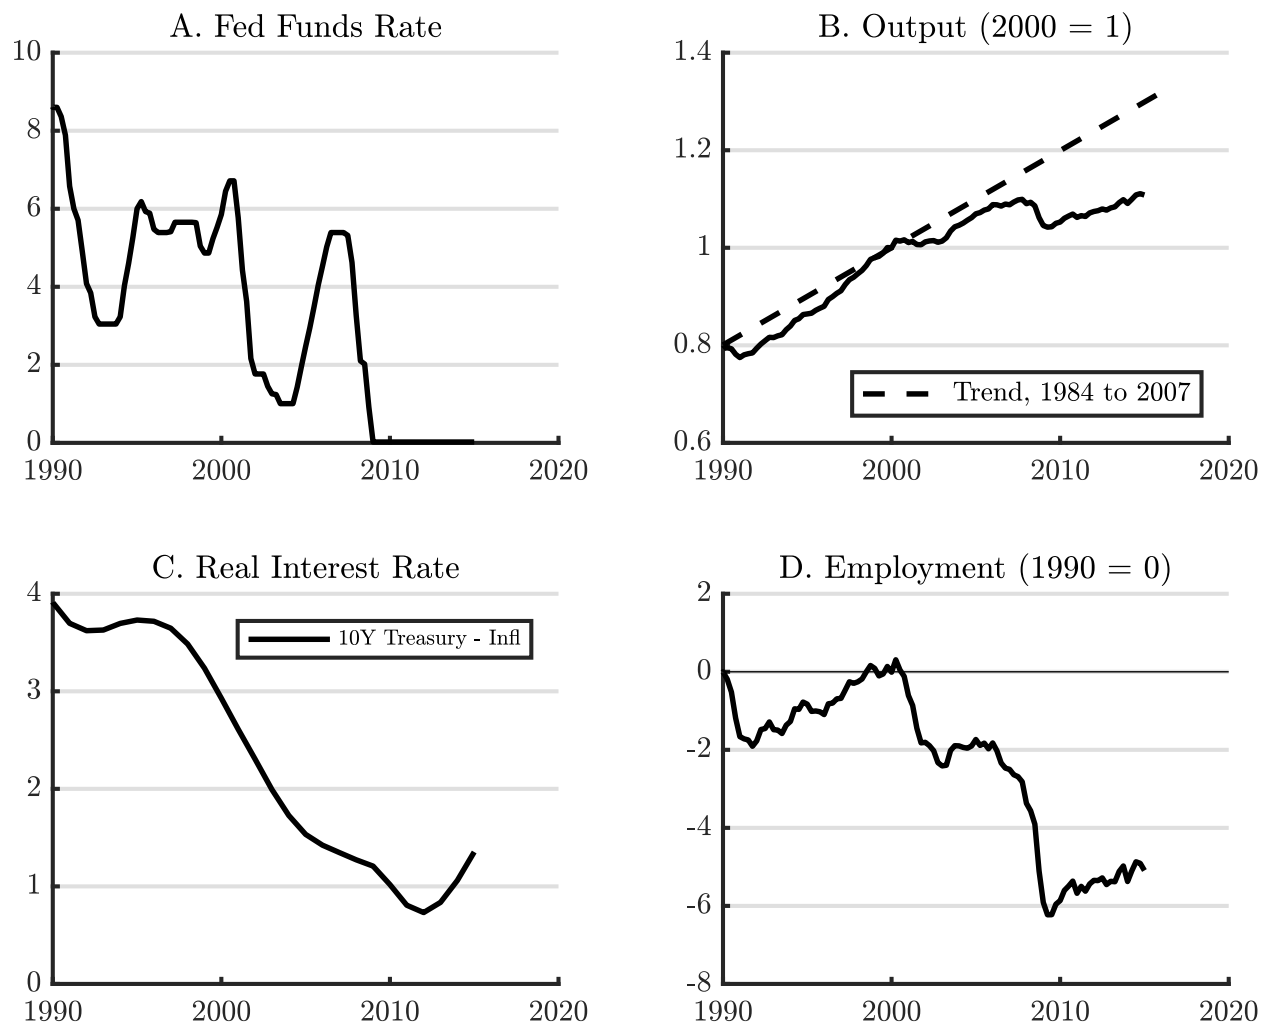 A. Fed Funds Rate
10
8
6
4
2
0
1990 2000 2010 2020
B. Output (2000 = 1)
1.4
1.2
1
0.8
0.6
Trend, 1984 to 2007
1990 2000 2010 2020
C. Real Interest Rate
4
3
2
1
0
10Y Treasury - Infl
1990 2000 2010 2020
D. Employment (1990 = 0)
2
0
-2
-4
-6
-8
1990 2000 2010 2020